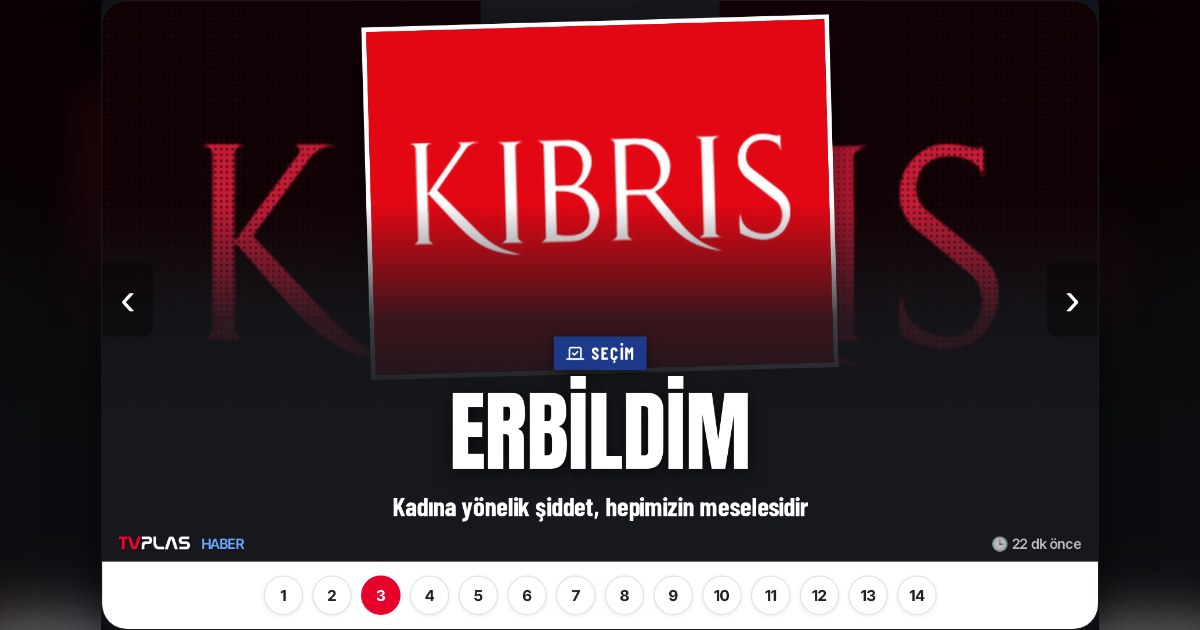 KIBRIS
K IS
SEÇİM
ERBİLDİM
Kadına yönelik şiddet, hepimizin meselesidir
TVPLAS HABER
22 dk önce
‹ ›
1 2 3 4 5 6 7 8 9 10 11 12 13 14